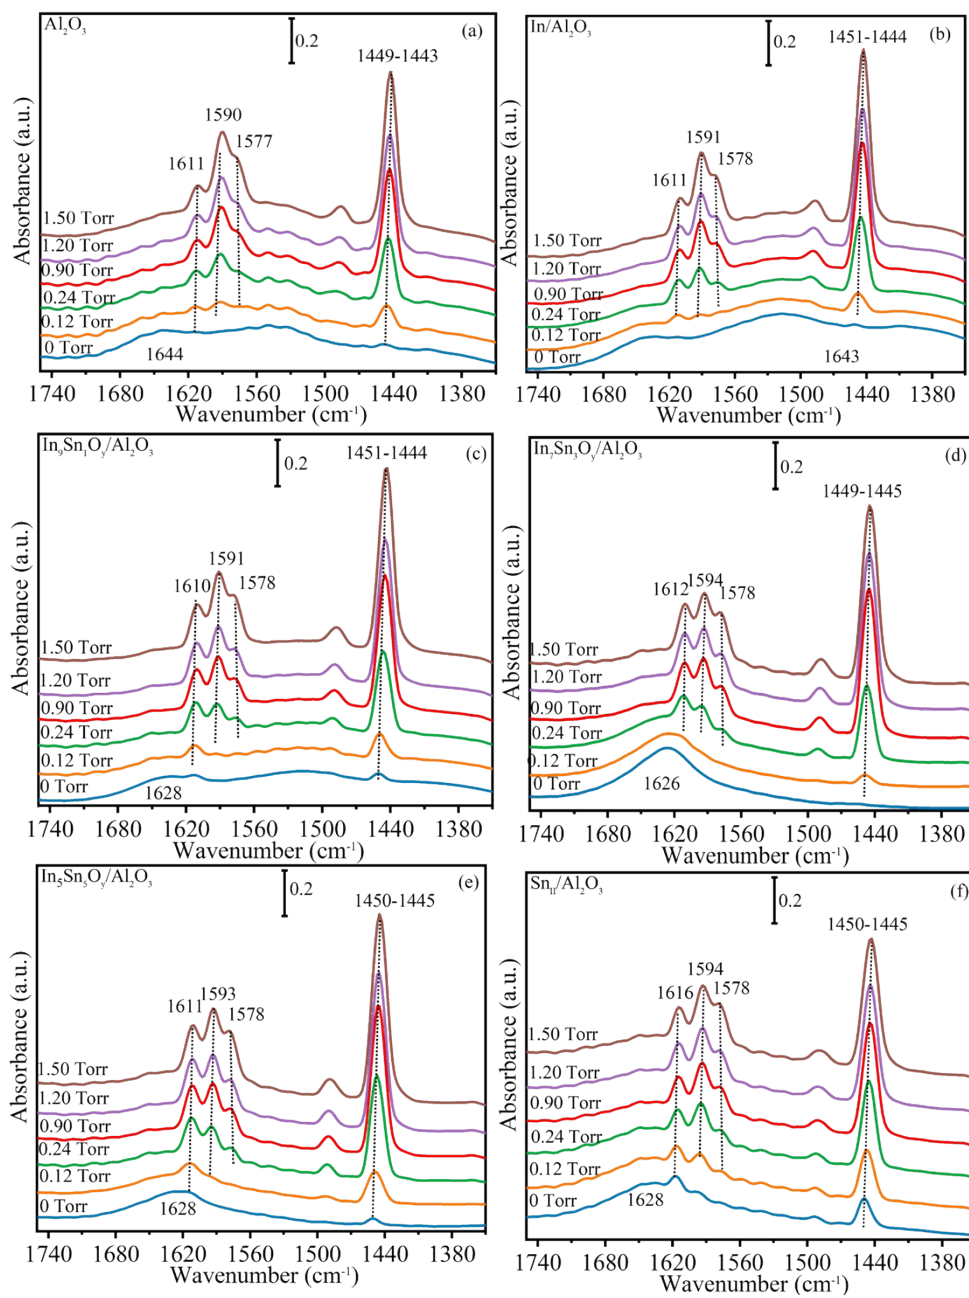 Al₂O₃
(a)
0.2
1449-1443
1590
1577
1611
1.50 Torr
1.20 Torr
0.90 Torr
0.24 Torr
0.12 Torr
0 Torr
1644
Absorbance (a.u.)
1740 1680 1620 1560 1500 1440 1380
Wavenumber (cm⁻¹)
In/Al₂O₃
(b)
0.2
1451-1444
1591
1578
1611
1.50 Torr
1.20 Torr
0.90 Torr
0.24 Torr
0.12 Torr
0 Torr
1643
Absorbance (a.u.)
1740 1680 1620 1560 1500 1440 1380
Wavenumber (cm⁻¹)
In₉Sn₁Oᵧ/Al₂O₃
(c)
0.2
1451-1444
1591
1610
1578
1.50 Torr
1.20 Torr
0.90 Torr
0.24 Torr
0.12 Torr
0 Torr
1628
Absorbance (a.u.)
1740 1680 1620 1560 1500 1440 1380
Wavenumber (cm⁻¹)
In₇Sn₃Oᵧ/Al₂O₃
(d)
0.2
1449-1445
1612
1594
1578
1.50 Torr
1.20 Torr
0.90 Torr
0.24 Torr
0.12 Torr
0 Torr
1626
Absorbance (a.u.)
1740 1680 1620 1560 1500 1440 1380
Wavenumber (cm⁻¹)
In₅Sn₅Oᵧ/Al₂O₃
(e)
0.2
1450-1445
1593
1611
1578
1.50 Torr
1.20 Torr
0.90 Torr
0.24 Torr
0.12 Torr
0 Torr
1628
Absorbance (a.u.)
1740 1680 1620 1560 1500 1440 1380
Wavenumber (cm⁻¹)
Sn_II/Al₂O₃
(f)
0.2
1450-1445
1594
1616
1578
1.50 Torr
1.20 Torr
0.90 Torr
0.24 Torr
0.12 Torr
0 Torr
1628
Absorbance (a.u.)
1740 1680 1620 1560 1500 1440 1380
Wavenumber (cm⁻¹)